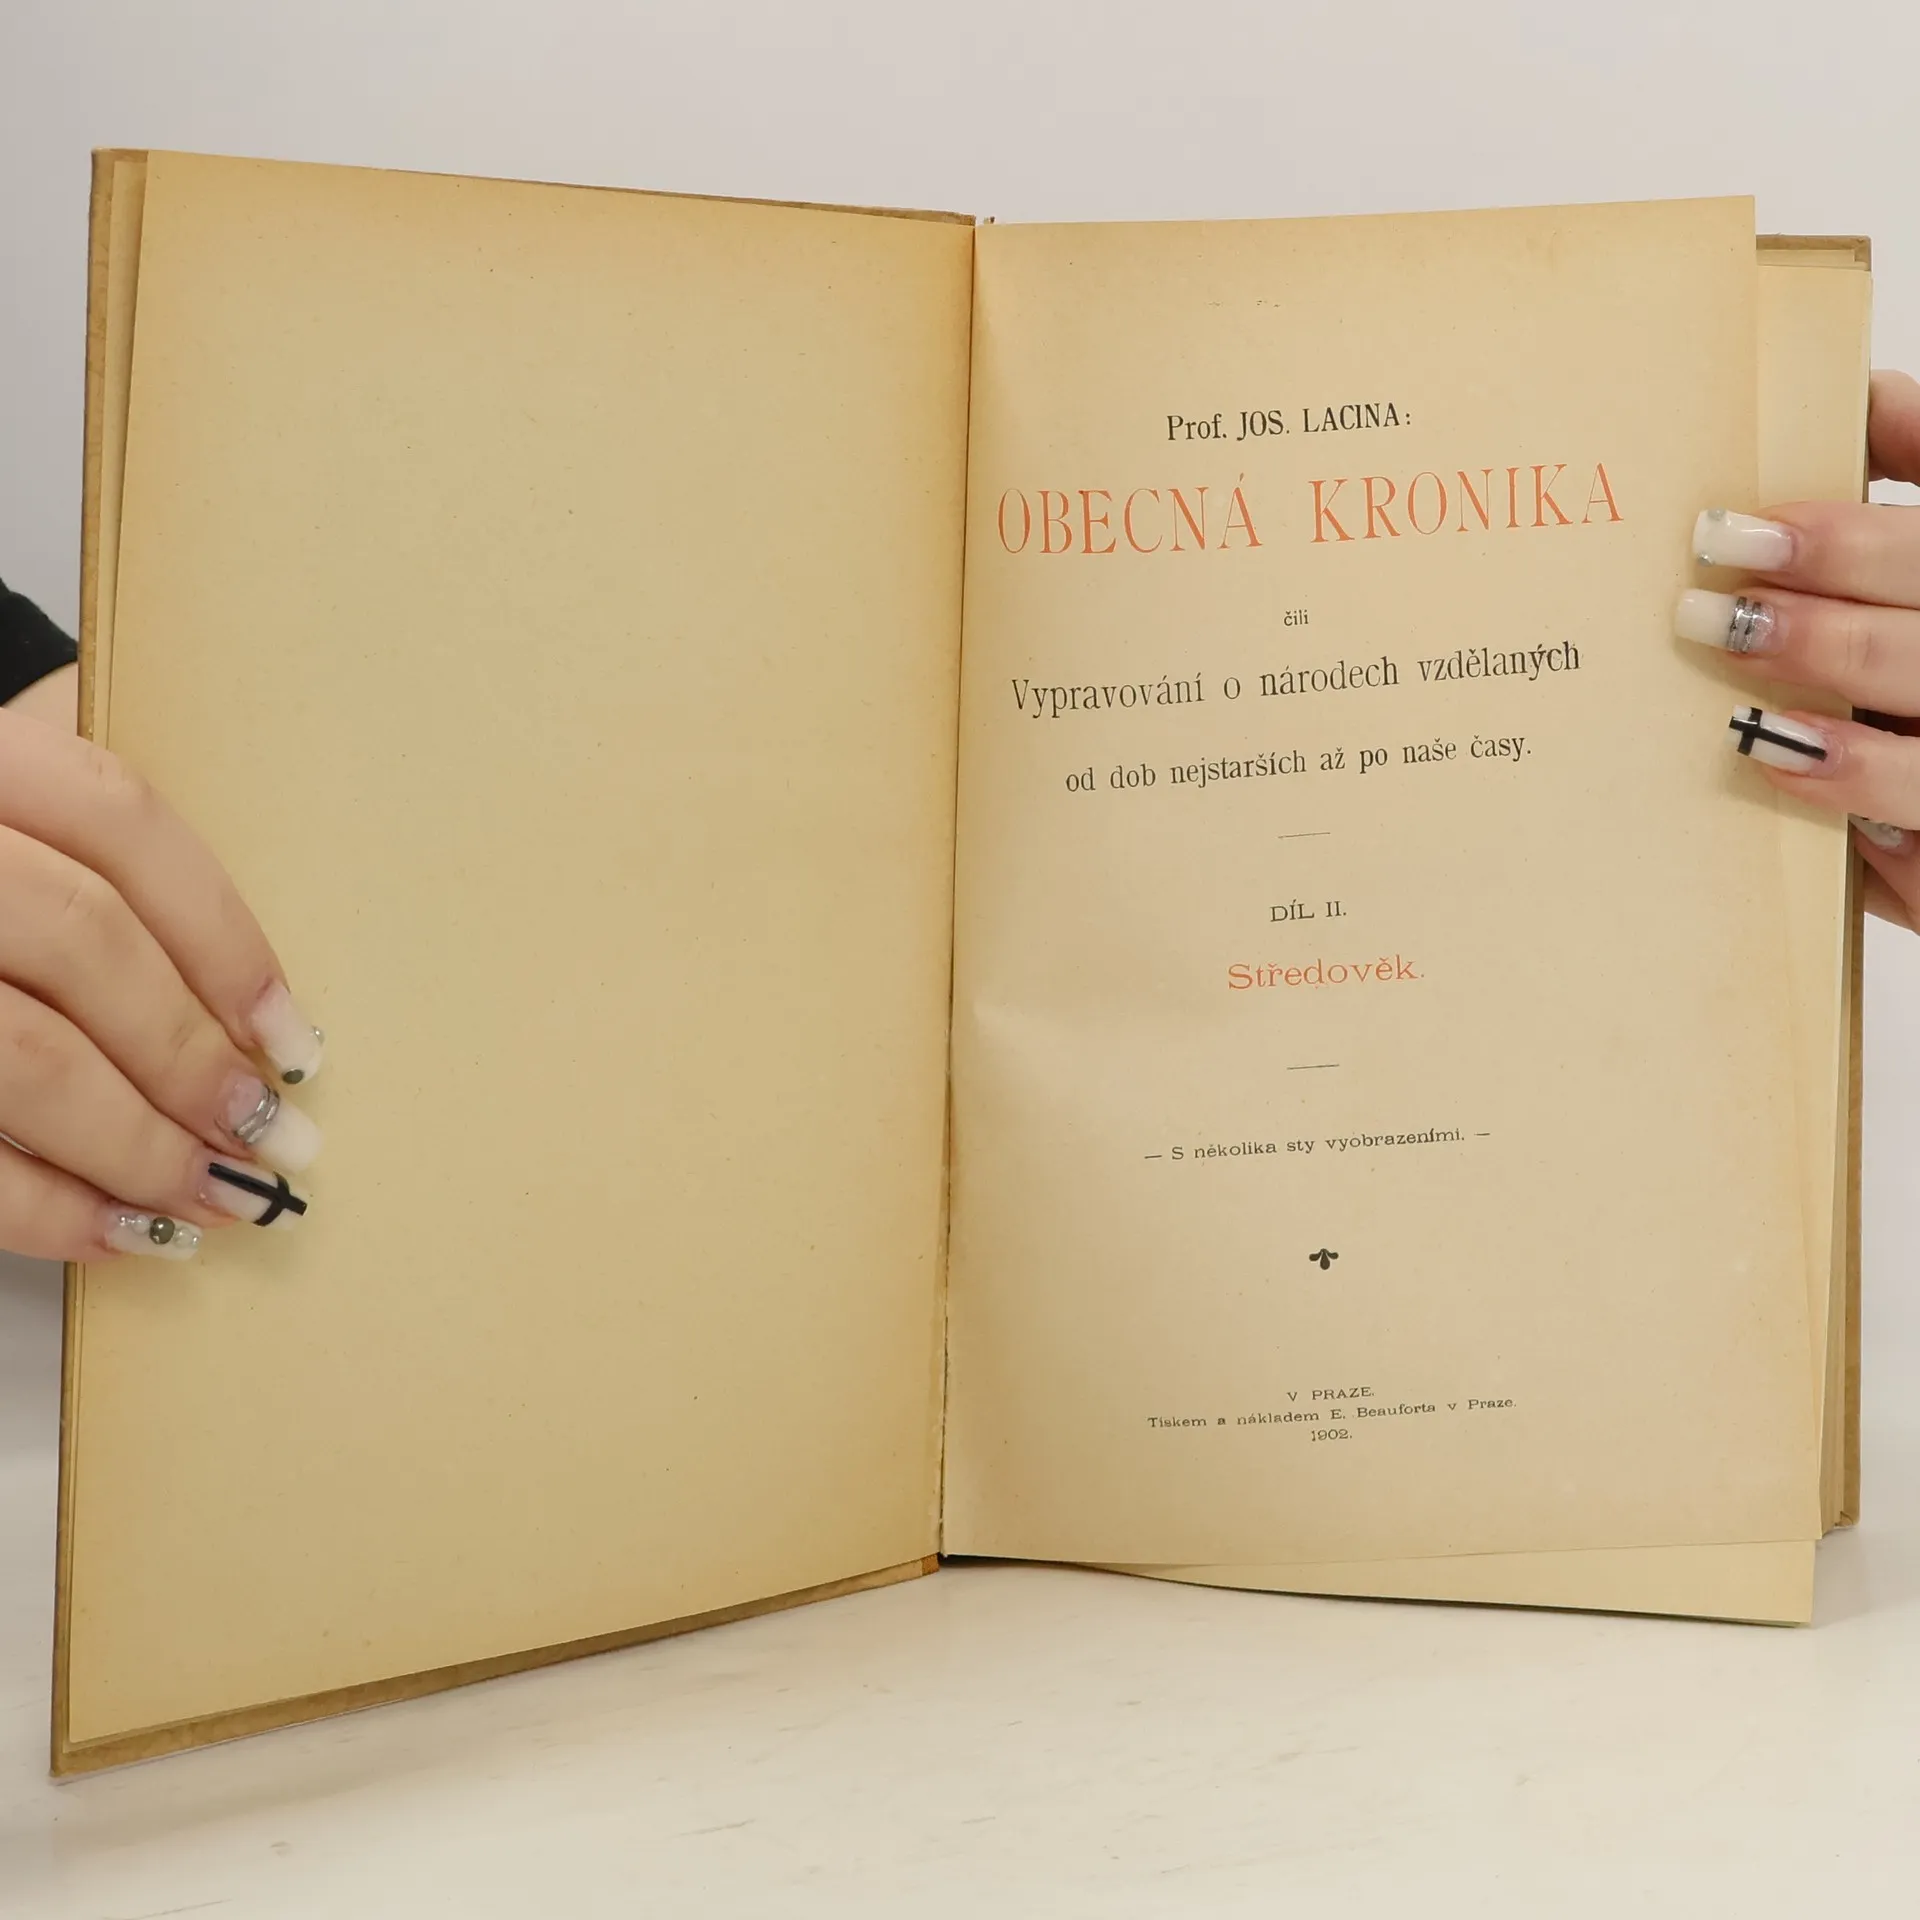 Prof. JOS. LACINA:
OBECNÁ KRONIKA
čili
Vypravování o národech vzdělaných
od dob nejstarších až po naše časy.
DÍL II.
Středověk.
— S několika sty vyobrazeními. —
V PRAZE.
Tiskem a nákladem E. Beauforta v Praze.
1902.